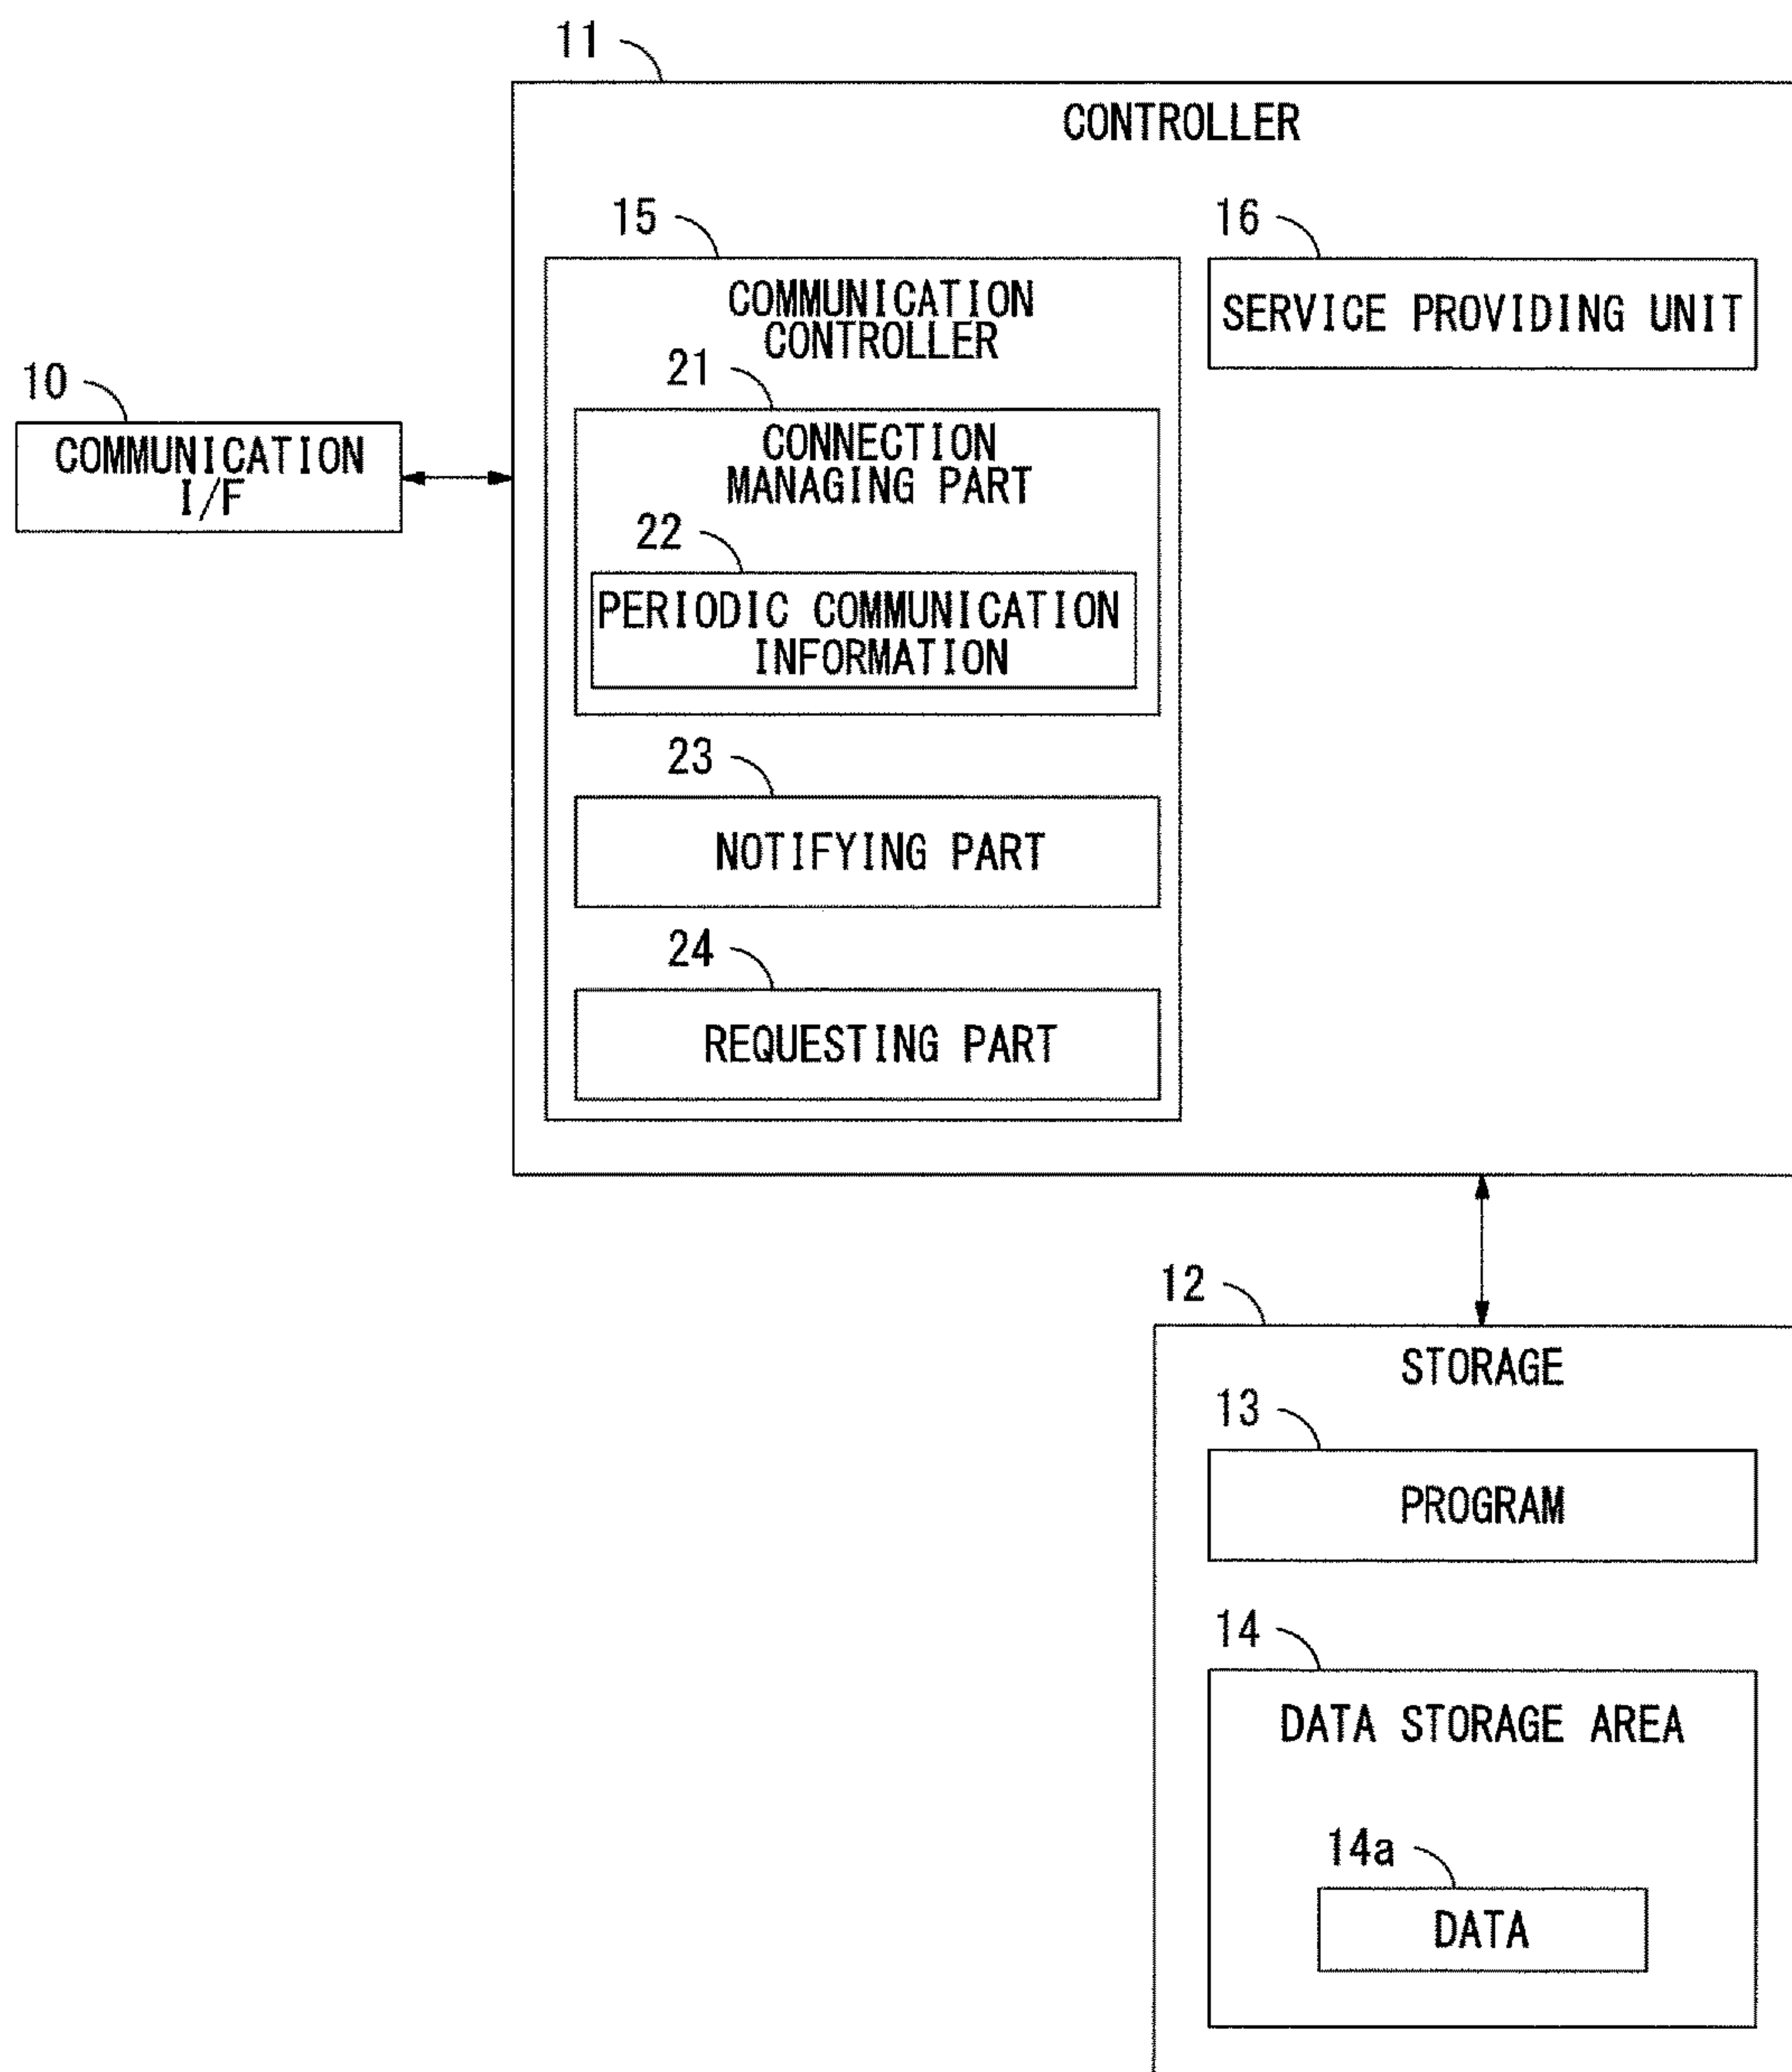 11
CONTROLLER
15
COMMUNICATION
CONTROLLER
16
SERVICE PROVIDING UNIT
10
COMMUNICATION
I/F
21
CONNECTION
MANAGING PART
22
PERIODIC COMMUNICATION
INFORMATION
23
NOTIFYING PART
24
REQUESTING PART
12
STORAGE
13
PROGRAM
14
DATA STORAGE AREA
14a
DATA